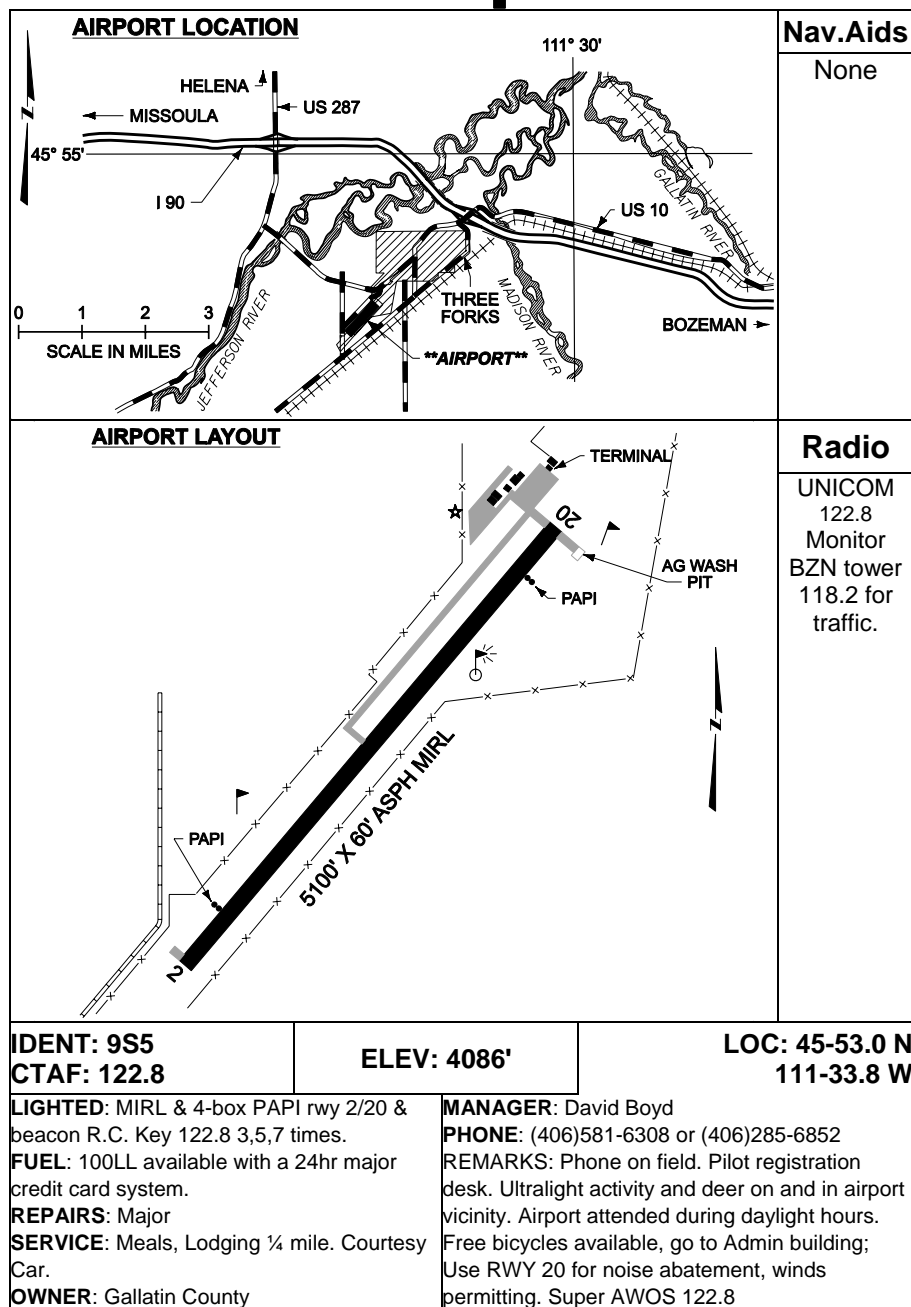 AIRPORT LOCATION
111° 30'
HELENA
US 287
MISSOULA
45° 55'
I 90
GALLATIN RIVER
US 10
0 1 2 3
SCALE IN MILES
JEFFERSON RIVER
THREE
FORKS
MADISON RIVER
BOZEMAN
**AIRPORT**
N
Nav.Aids
None
AIRPORT LAYOUT
TERMINAL
20
AG WASH
PIT
PAPI
N
5100' X 60' ASPH MIRL
PAPI
2
Radio
UNICOM
122.8
Monitor
BZN tower
118.2 for
traffic.
IDENT: 9S5
CTAF: 122.8
ELEV: 4086'
LOC: 45-53.0 N
111-33.8 W
LIGHTED: MIRL & 4-box PAPI rwy 2/20 &
beacon R.C. Key 122.8 3,5,7 times.
FUEL: 100LL available with a 24hr major
credit card system.
REPAIRS: Major
SERVICE: Meals, Lodging ¼ mile. Courtesy
Car.
OWNER: Gallatin County
MANAGER: David Boyd
PHONE: (406)581-6308 or (406)285-6852
REMARKS: Phone on field. Pilot registration
desk. Ultralight activity and deer on and in airport
vicinity. Airport attended during daylight hours.
Free bicycles available, go to Admin building;
Use RWY 20 for noise abatement, winds
permitting. Super AWOS 122.8